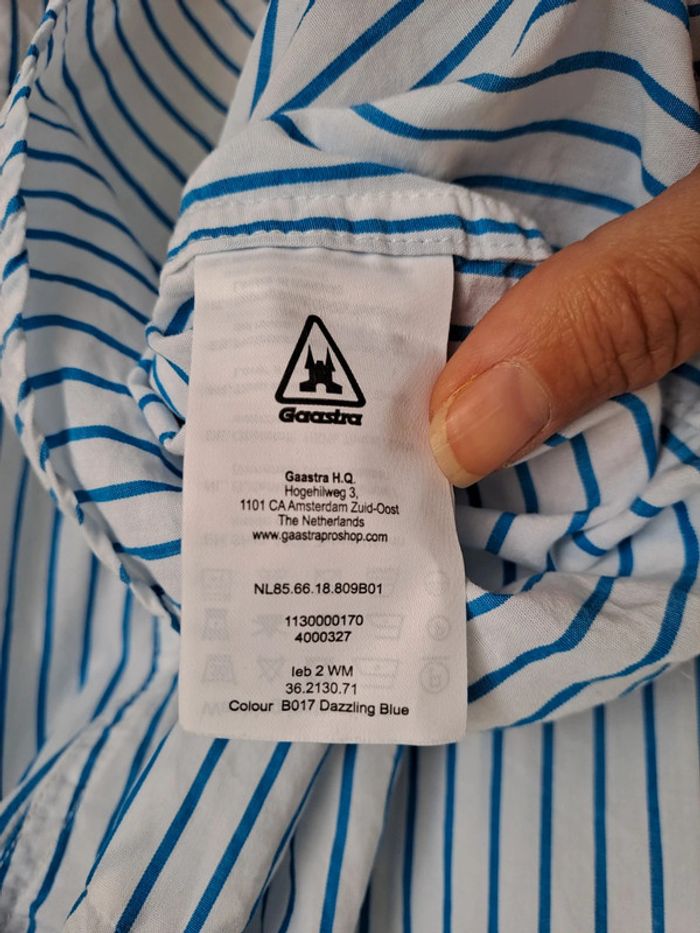 Gaastra
Gaastra H.Q.
Hogehilweg 3,
1101 CA Amsterdam Zuid-Oost
The Netherlands
www.gaastraproshop.com
NL85.66.18.809B01
1130000170
4000327
leb 2 WM
36.2130.71
Colour B017 Dazzling Blue